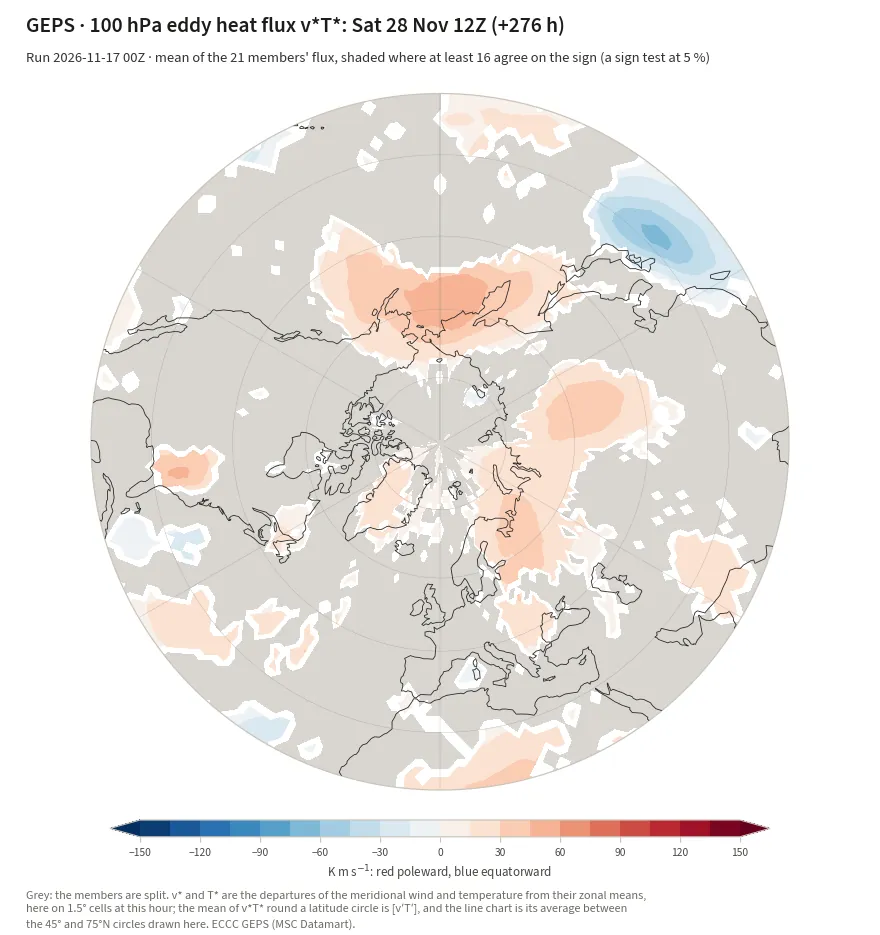 GEPS · 100 hPa eddy heat flux v*T*: Sat 28 Nov 12Z (+276 h)
Run 2026-11-17 00Z · mean of the 21 members' flux, shaded where at least 16 agree on the sign (a sign test at 5 %)
−150 −120 −90 −60 −30 0 30 60 90 120 150
K m s⁻¹: red poleward, blue equatorward
Grey: the members are split. v* and T* are the departures of the meridional wind and temperature from their zonal means,
here on 1.5° cells at this hour; the mean of v*T* round a latitude circle is [v'T'], and the line chart is its average between
the 45° and 75°N circles drawn here. ECCC GEPS (MSC Datamart).